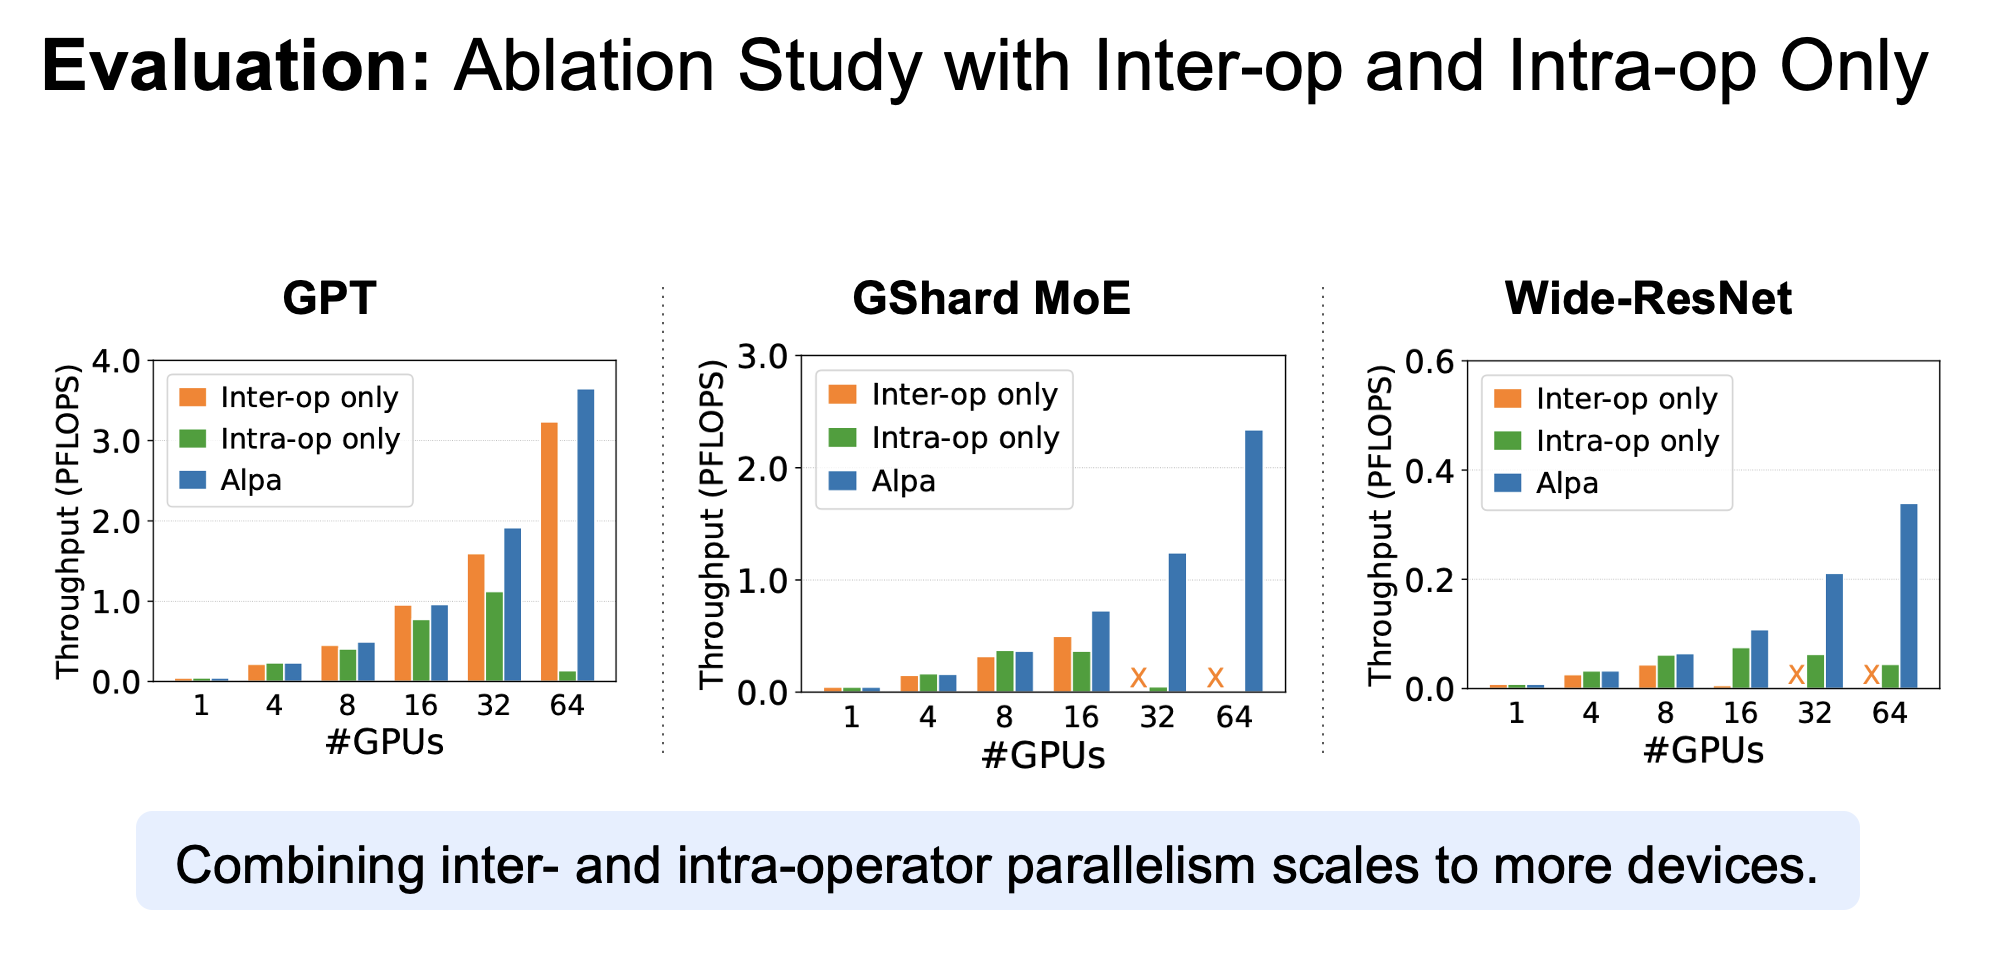 Evaluation: Ablation Study with Inter-op and Intra-op Only
GPT
Throughput (PFLOPS)
4.0
3.0
2.0
1.0
0.0
Inter-op only
Intra-op only
Alpa
1 4 8 16 32 64
#GPUs
GShard MoE
Throughput (PFLOPS)
3.0
2.0
1.0
0.0
Inter-op only
Intra-op only
Alpa
X X
1 4 8 16 32 64
#GPUs
Wide-ResNet
Throughput (PFLOPS)
0.6
0.4
0.2
0.0
Inter-op only
Intra-op only
Alpa
X X
1 4 8 16 32 64
#GPUs
Combining inter- and intra-operator parallelism scales to more devices.